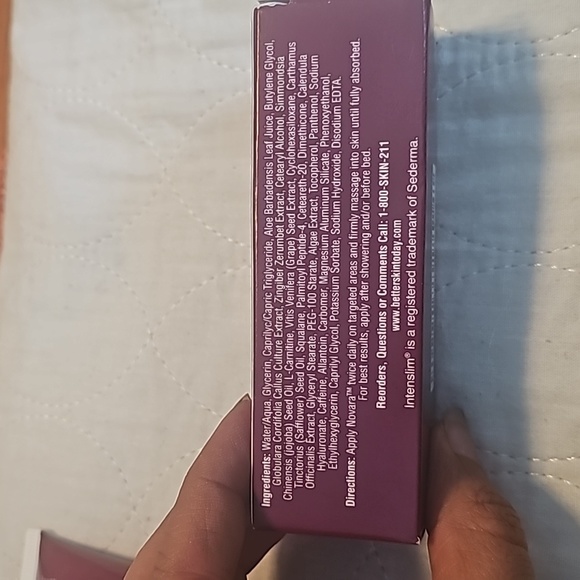 Ingredients: Water/Aqua, Glycerin, Caprilyc/Capric Triglyceride, Aloe Barbadensis Leaf Juice, Butylene Glycol,
Globulara Cordifolia Callus Culture Extract, Zingiber Zerumbet Extract, Cetearyl Alcohol, Simmondsia
Chinensis (jojoba) Seed Oil, L-Carnitine, Vitis Venifera (Grape) Seed Extract, Cyclohexasiloxane, Carthamus
Tinctorius (Safflower) Seed Oil, Squalane, Palmitoyl Peptide-4, Ceteareth-20, Dimethicone, Calendula
Officinalis Extract, Glyceryl Stearate, PEG-100 Starate, Algae Extract, Tocopherol, Panthenol, Sodium
Hyaluronate, Caffeine, Allantoin, Carbomer, Magnesium Aluminum Silicate, Phenoxyethanol,
Ethylhexyglycerin, Caprilyl Glycol, Potassium Sorbate, Sodium Hydroxide, Disodium EDTA.
Directions: Apply Novara™ twice daily on targeted areas and firmly massage into skin until fully absorbed.
For best results, apply after showering and/or before bed.
Reorders, Questions or Comments Call: 1-800-SKIN-211
www.betterskintoday.com
Intenslim® is a registered trademark of Sederma.